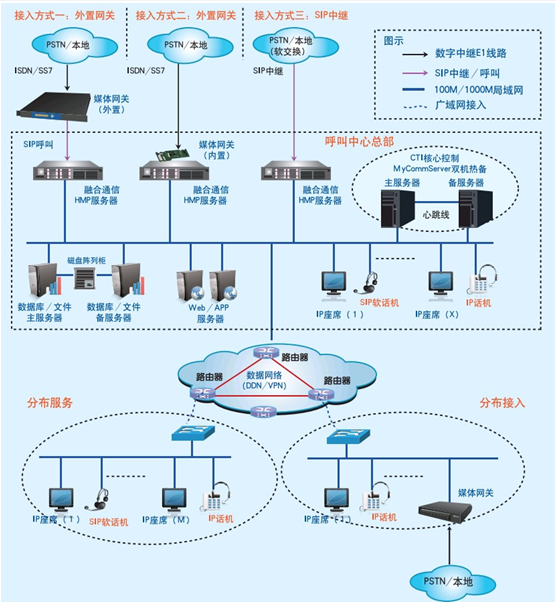 接入方式一：外置网关
接入方式二：外置网关
接入方式三：SIP中继
PSTN/本地
PSTN/本地
PSTN/本地
（软交换）
图示
数字中继E1线路
SIP中继/呼叫
100M/1000M局域网
广域网接入
ISDN/SS7
ISDN/SS7
SIP中继
媒体网关
（外置）
SIP呼叫
媒体网关
（内置）
呼叫中心总部
CTI核心控制
MyCommServer双机热备
主服务器
备服务器
心跳线
融合通信
HMP服务器
融合通信
HMP服务器
融合通信
HMP服务器
磁盘阵列柜
数据库/文件
主服务器
数据库/文件
备服务器
Web/APP
服务器
IP座席（1）
SIP软话机
IP座席（X）
IP话机
路由器
数据网络
(DDN/VPN)
路由器
路由器
分布服务
分布接入
IP座席（1）
SIP软话机
IP座席（M）
IP话机
IP座席（1）
IP话机
媒体网关
PSTN/本地